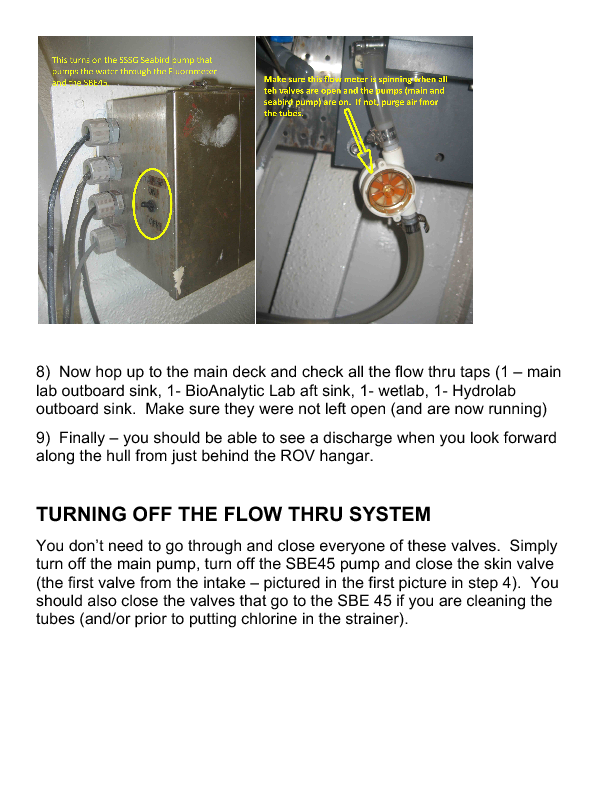 This turns on the SSSG Seabird pump that
pumps the water through the Fluorometer
and the SBE45
Make sure this flow meter is spinning when all
teh valves are open and the pumps (main and
seabird pump) are on. If not, purge air fmor
the tubes.
8) Now hop up to the main deck and check all the flow thru taps (1 – main
lab outboard sink, 1- BioAnalytic Lab aft sink, 1- wetlab, 1- Hydrolab
outboard sink. Make sure they were not left open (and are now running)
9) Finally – you should be able to see a discharge when you look forward
along the hull from just behind the ROV hangar.
TURNING OFF THE FLOW THRU SYSTEM
You don’t need to go through and close everyone of these valves. Simply
turn off the main pump, turn off the SBE45 pump and close the skin valve
(the first valve from the intake – pictured in the first picture in step 4). You
should also close the valves that go to the SBE 45 if you are cleaning the
tubes (and/or prior to putting chlorine in the strainer).